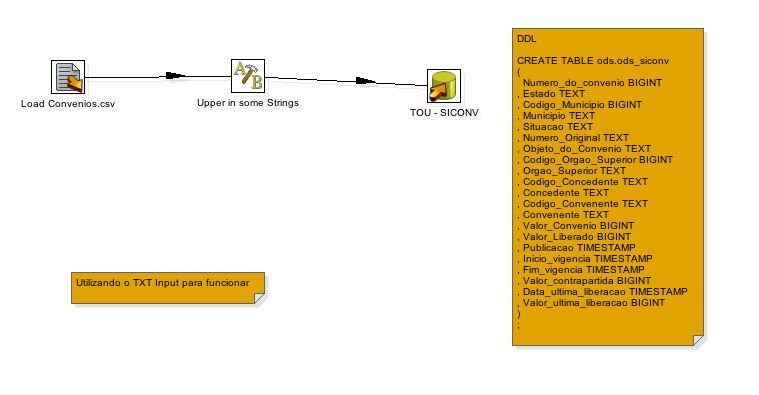 Load Convenios.csv
Upper in some Strings
TOU - SICONV
Utilizando o TXT Input para funcionar
DDL
CREATE TABLE ods.ods_siconv
(
Numero_do_convenio BIGINT
, Estado TEXT
, Codigo_Municipio BIGINT
, Municipio TEXT
, Situacao TEXT
, Numero_Original TEXT
, Objeto_do_Convenio TEXT
, Codigo_Orgao_Superior BIGINT
, Orgao_Superior TEXT
, Codigo_Concedente TEXT
, Concedente TEXT
, Codigo_Convenente TEXT
, Convenente TEXT
, Valor_Convenio BIGINT
, Valor_Liberado BIGINT
, Publicacao TIMESTAMP
, Inicio_vigencia TIMESTAMP
, Fim_vigencia TIMESTAMP
, Valor_contrapartida BIGINT
, Data_ultima_liberacao TIMESTAMP
, Valor_ultima_liberacao BIGINT
)
;